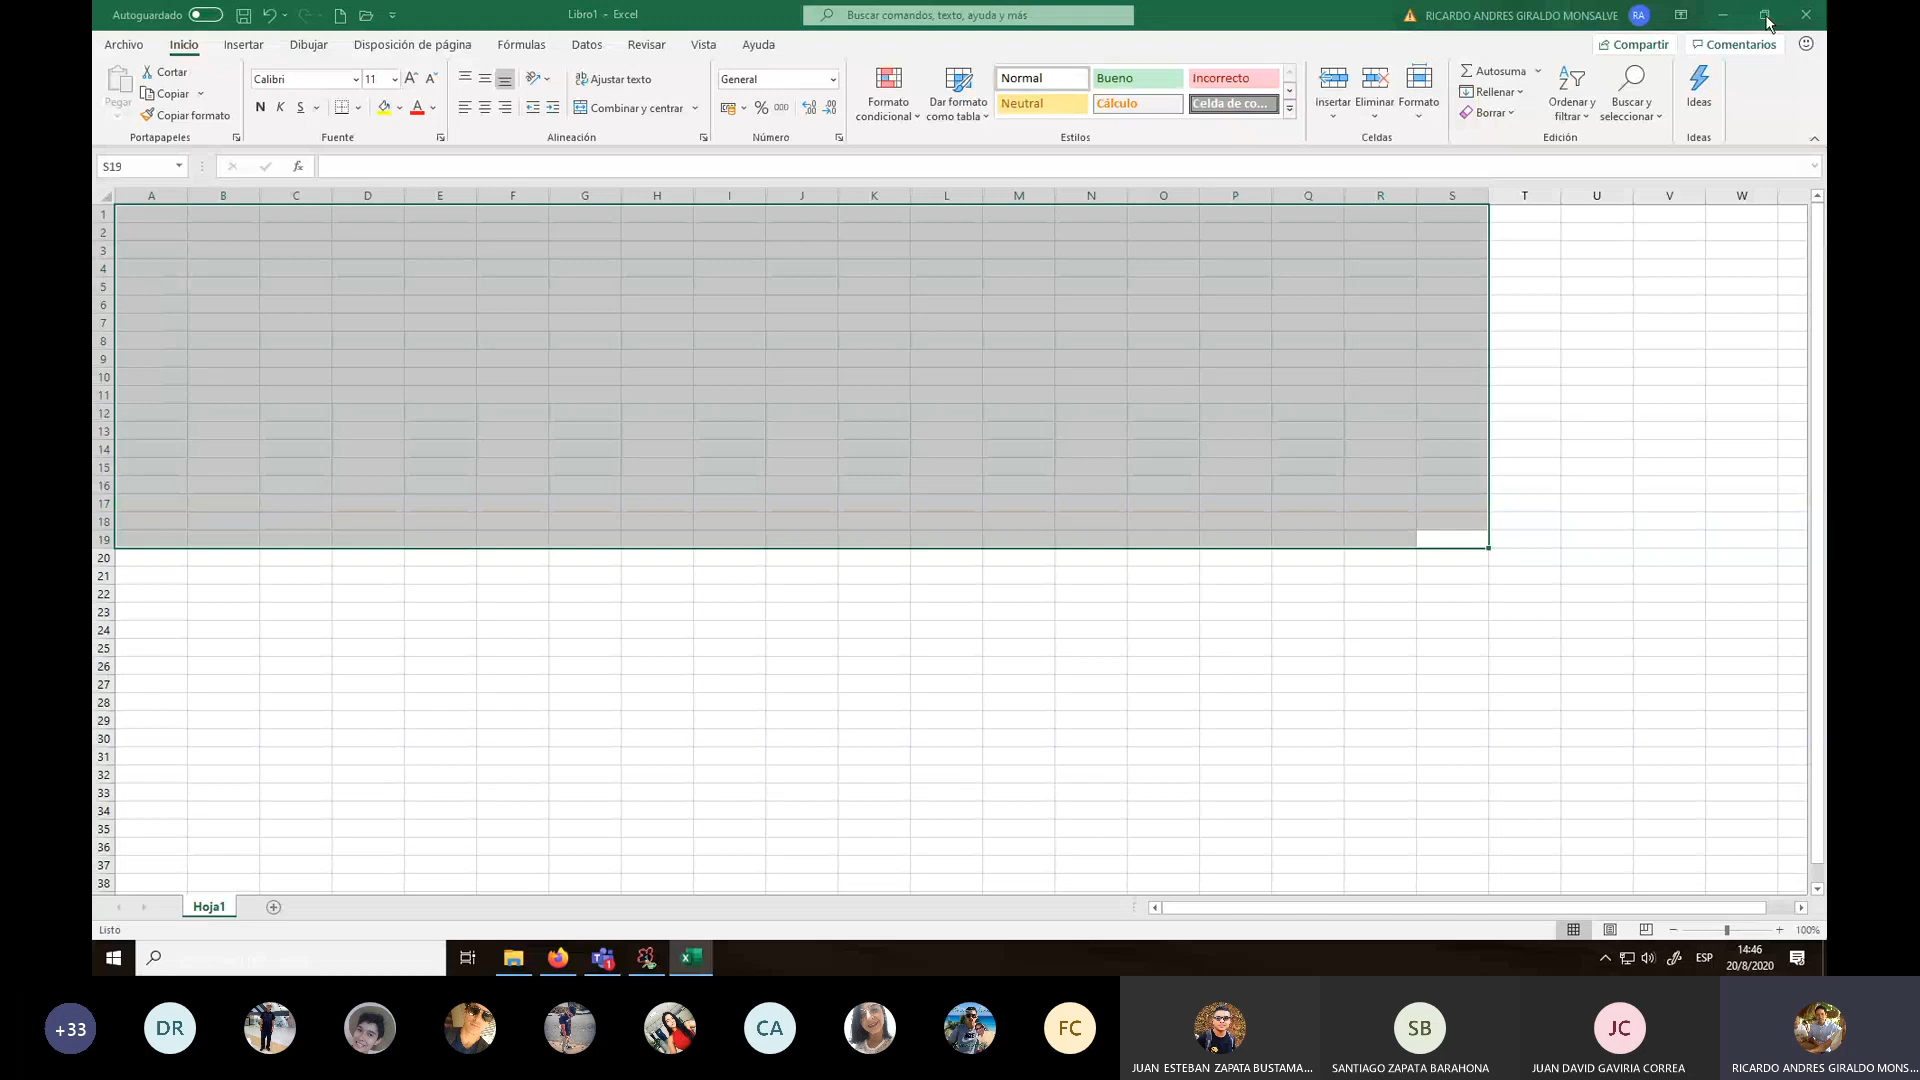 Autoguardado Libro1 - Excel Buscar comandos, texto, ayuda y más RICARDO ANDRES GIRALDO MONSALVE RA
Archivo Inicio Insertar Dibujar Disposición de página Fórmulas Datos Revisar Vista Ayuda Compartir Comentarios
Pegar Cortar Copiar Copiar formato Portapapeles
Calibri 11 N K S Fuente
Ajustar texto Combinar y centrar Alineación
General % 000 Número
Formato condicional Dar formato como tabla Normal Bueno Incorrecto Neutral Cálculo Celda de co... Estilos
Insertar Eliminar Formato Celdas
Autosuma Rellenar Borrar Ordenar y filtrar Buscar y seleccionar Edición
Ideas Ideas
S19 fx
A B C D E F G H I J K L M N O P Q R S T U V W
1
2
3
4
5
6
7
8
9
10
11
12
13
14
15
16
17
18
19
20
21
22
23
24
25
26
27
28
29
30
31
32
33
34
35
36
37
38
Hoja1
Listo 100%
ESP 14:46
20/8/2020
+33 DR CA FC SB JC
JUAN ESTEBAN ZAPATA BUSTAMA... SANTIAGO ZAPATA BARAHONA JUAN DAVID GAVIRIA CORREA RICARDO ANDRES GIRALDO MONS...